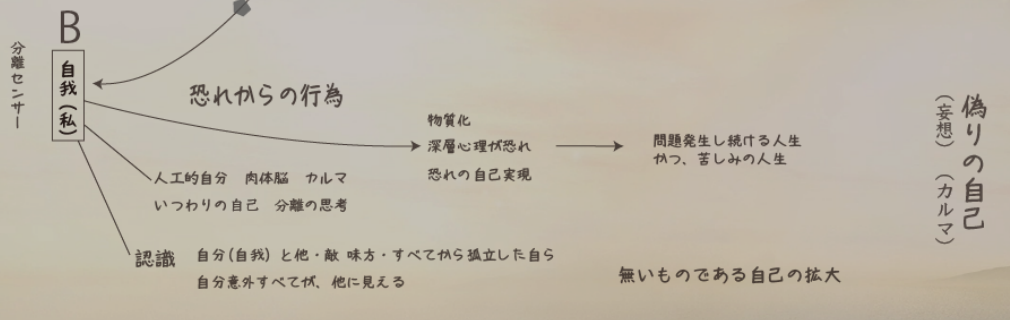 B
分離センサー
自我（私）
恐れからの行為
物質化
深層心理が恐れ
恐れの自己実現
問題発生し続ける人生
かつ、苦しみの人生
人工的自分　肉体脳　カルマ
いつわりの自己　分離の思考
認識
自分（自我）と他・敵 味方・すべてから孤立した自ら
自分意外すべてが、他に見える
無いものである自己の拡大
偽りの自己
（妄想）（カルマ）